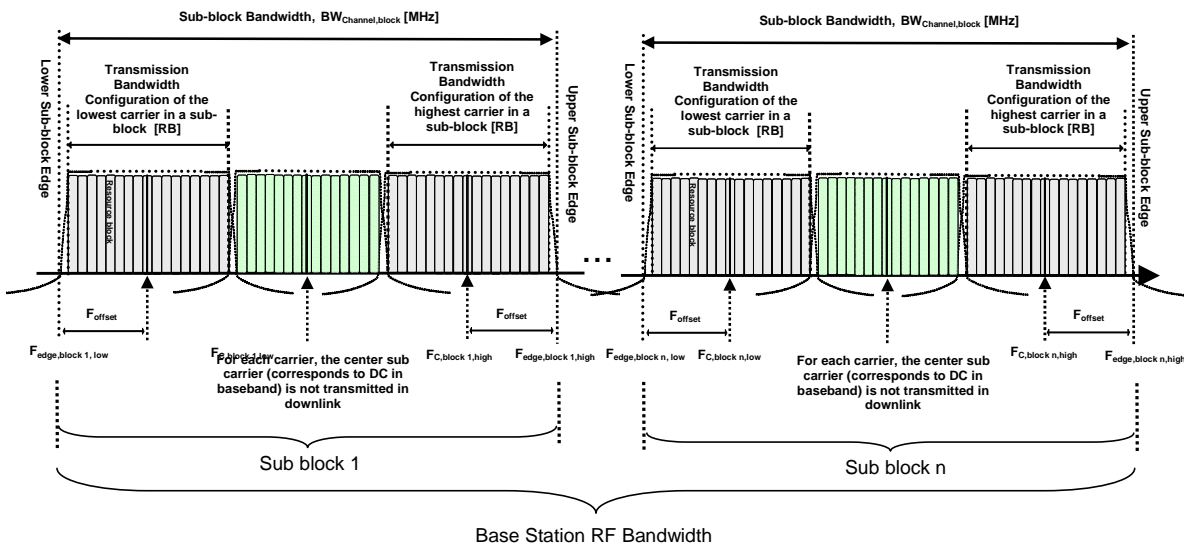 Sub-block Bandwidth, BWChannel,block [MHz]
Lower Sub-block Edge
Transmission
Bandwidth
Configuration of the
lowest carrier in a sub-
block [RB]
Transmission
Bandwidth
Configuration of
the highest carrier in
a sub-block [RB]
Upper Sub-block Edge
Resource block
Foffset
Foffset
Fedge,block 1, low
FC,block 1,low
FC,block 1,high
Fedge,block 1,high
For each carrier, the center sub
carrier (corresponds to DC in
baseband) is not transmitted in
downlink
Sub block 1
...
Sub-block Bandwidth, BWChannel,block [MHz]
Lower Sub-block Edge
Transmission
Bandwidth
Configuration of the
lowest carrier in a
sub-block [RB]
Transmission
Bandwidth
Configuration of the
highest carrier in a
sub-block [RB]
Upper Sub-block Edge
Resource block
Foffset
Foffset
Fedge,block n, low
FC,block n,low
FC,block n,high
Fedge,block n,high
For each carrier, the center sub
carrier (corresponds to DC in
baseband) is not transmitted in
downlink
Sub block n
Base Station RF Bandwidth